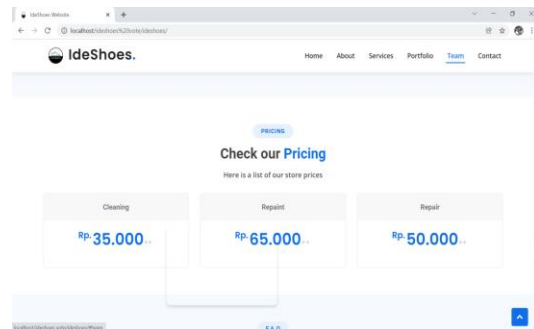 IdeShoes Website
localhost/ideshoes%20note/ideshoes/
IdeShoes.
Home About Services Portfolio Team Contact
PRICING
Check our Pricing
Here is a list of our store prices
Cleaning Repaint Repair
Rp.35.000 Rp.65.000 Rp.50.000
F.A.Q